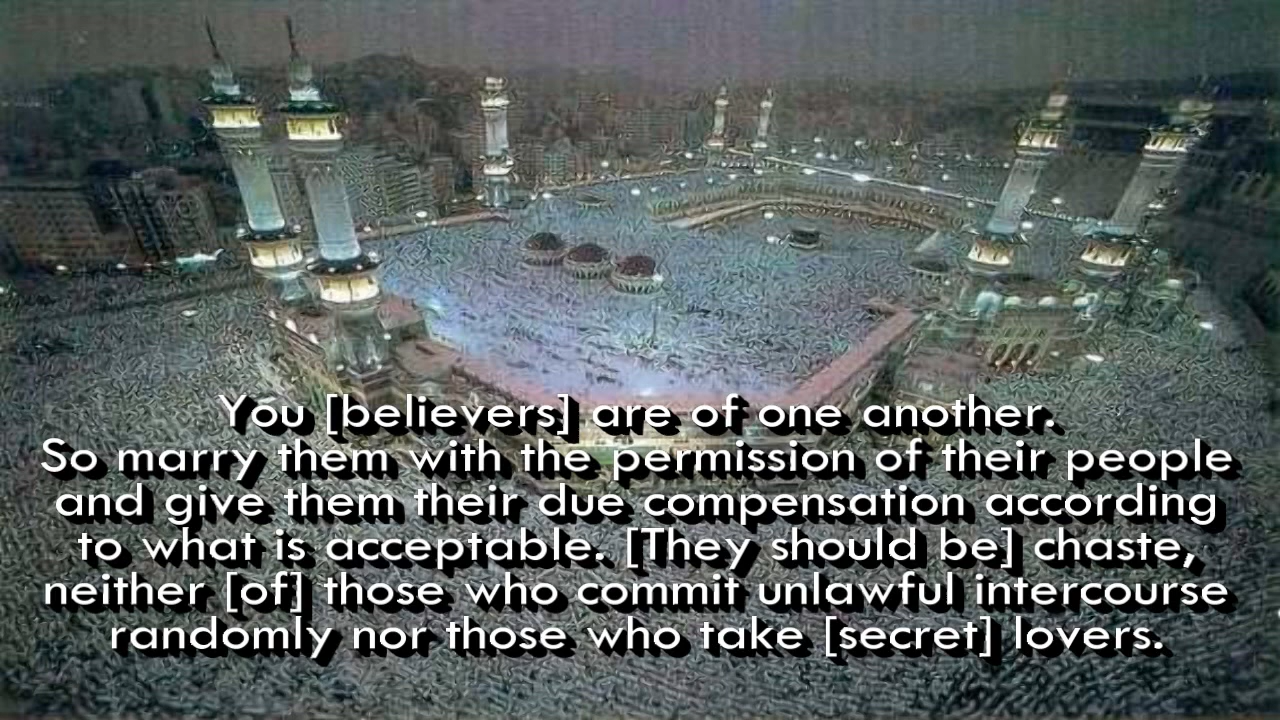 You [believers] are of one another.
So marry them with the permission of their people
and give them their due compensation according
to what is acceptable. [They should be] chaste,
neither [of] those who commit unlawful intercourse
randomly nor those who take [secret] lovers.